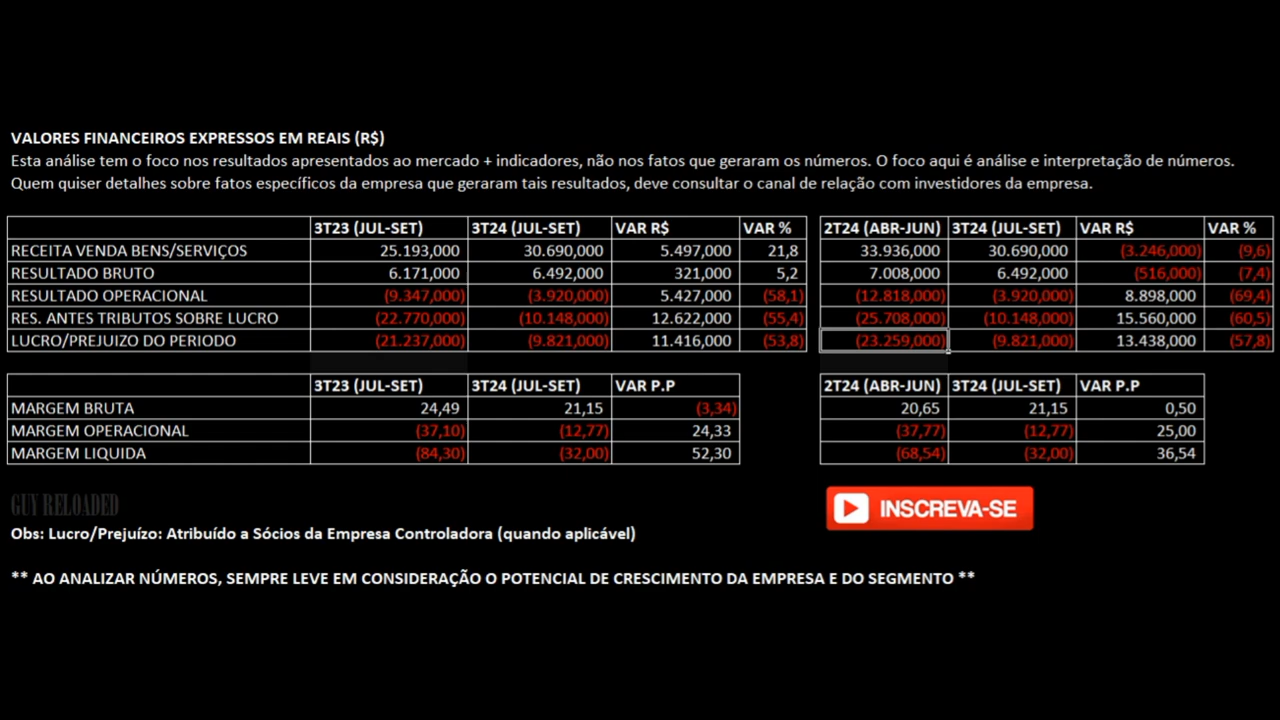 VALORES FINANCEIROS EXPRESSOS EM REAIS (R$)
Esta análise tem o foco nos resultados apresentados ao mercado + indicadores, não nos fatos que geraram os números. O foco aqui é análise e interpretação de números.
Quem quiser detalhes sobre fatos específicos da empresa que geraram tais resultados, deve consultar o canal de relação com investidores da empresa.
3T23 (JUL-SET) 3T24 (JUL-SET) VAR R$ VAR % 2T24 (ABR-JUN) 3T24 (JUL-SET) VAR R$ VAR %
RECEITA VENDA BENS/SERVIÇOS 25.193,000 30.690,000 5.497,000 21,8 33.936,000 30.690,000 (3.246,000) (9,6)
RESULTADO BRUTO 6.171,000 6.492,000 321,000 5,2 7.008,000 6.492,000 (516,000) (7,4)
RESULTADO OPERACIONAL (9.347,000) (3.920,000) 5.427,000 (58,1) (12.818,000) (3.920,000) 8.898,000 (69,4)
RES. ANTES TRIBUTOS SOBRE LUCRO (22.770,000) (10.148,000) 12.622,000 (55,4) (25.708,000) (10.148,000) 15.560,000 (60,5)
LUCRO/PREJUIZO DO PERIODO (21.237,000) (9.821,000) 11.416,000 (53,8) (23.259,000) (9.821,000) 13.438,000 (57,8)
3T23 (JUL-SET) 3T24 (JUL-SET) VAR P.P 2T24 (ABR-JUN) 3T24 (JUL-SET) VAR P.P
MARGEM BRUTA 24,49 21,15 (3,34) 20,65 21,15 0,50
MARGEM OPERACIONAL (37,10) (12,77) 24,33 (37,77) (12,77) 25,00
MARGEM LIQUIDA (84,30) (32,00) 52,30 (68,54) (32,00) 36,54
GUY RELOADED
INSCREVA-SE
Obs: Lucro/Prejuízo: Atribuído a Sócios da Empresa Controladora (quando aplicável)
** AO ANALIZAR NÚMEROS, SEMPRE LEVE EM CONSIDERAÇÃO O POTENCIAL DE CRESCIMENTO DA EMPRESA E DO SEGMENTO **